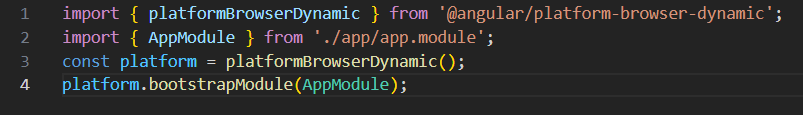 1 import { platformBrowserDynamic } from '@angular/platform-browser-dynamic';
2 import { AppModule } from './app/app.module';
3 const platform = platformBrowserDynamic();
4 platform.bootstrapModule(AppModule);